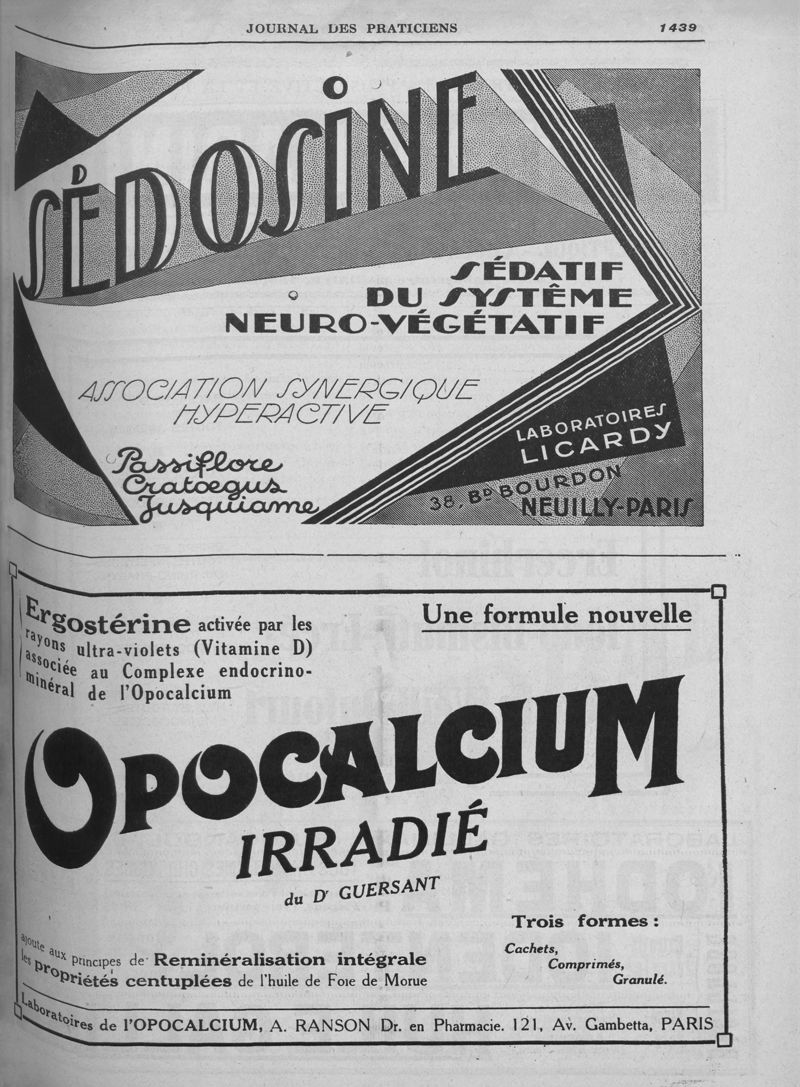 JOURNAL DES PRATICIENS 1439
SÉDOSINE
SÉDATIF
DU SYSTÈME
NEURO-VÉGÉTATIF
ASSOCIATION SYNERGIQUE
HYPERACTIVE
Passiflore
Cratœgus
Jusquiame
LABORATOIRES
LICARDY
38, BD BOURDON
NEUILLY-PARIS
Ergostérine activée par les
rayons ultra-violets (Vitamine D)
associée au Complexe endocrino-
minéral de l'Opocalcium
Une formule nouvelle
OPOCALCIUM
IRRADIÉ
du Dr GUERSANT
Trois formes :
Cachets,
Comprimés,
Granulé.
ajoute aux principes de Reminéralisation intégrale
les propriétés centuplées de l'huile de Foie de Morue
Laboratoires de l'OPOCALCIUM, A. RANSON Dr. en Pharmacie. 121, Av. Gambetta, PARIS